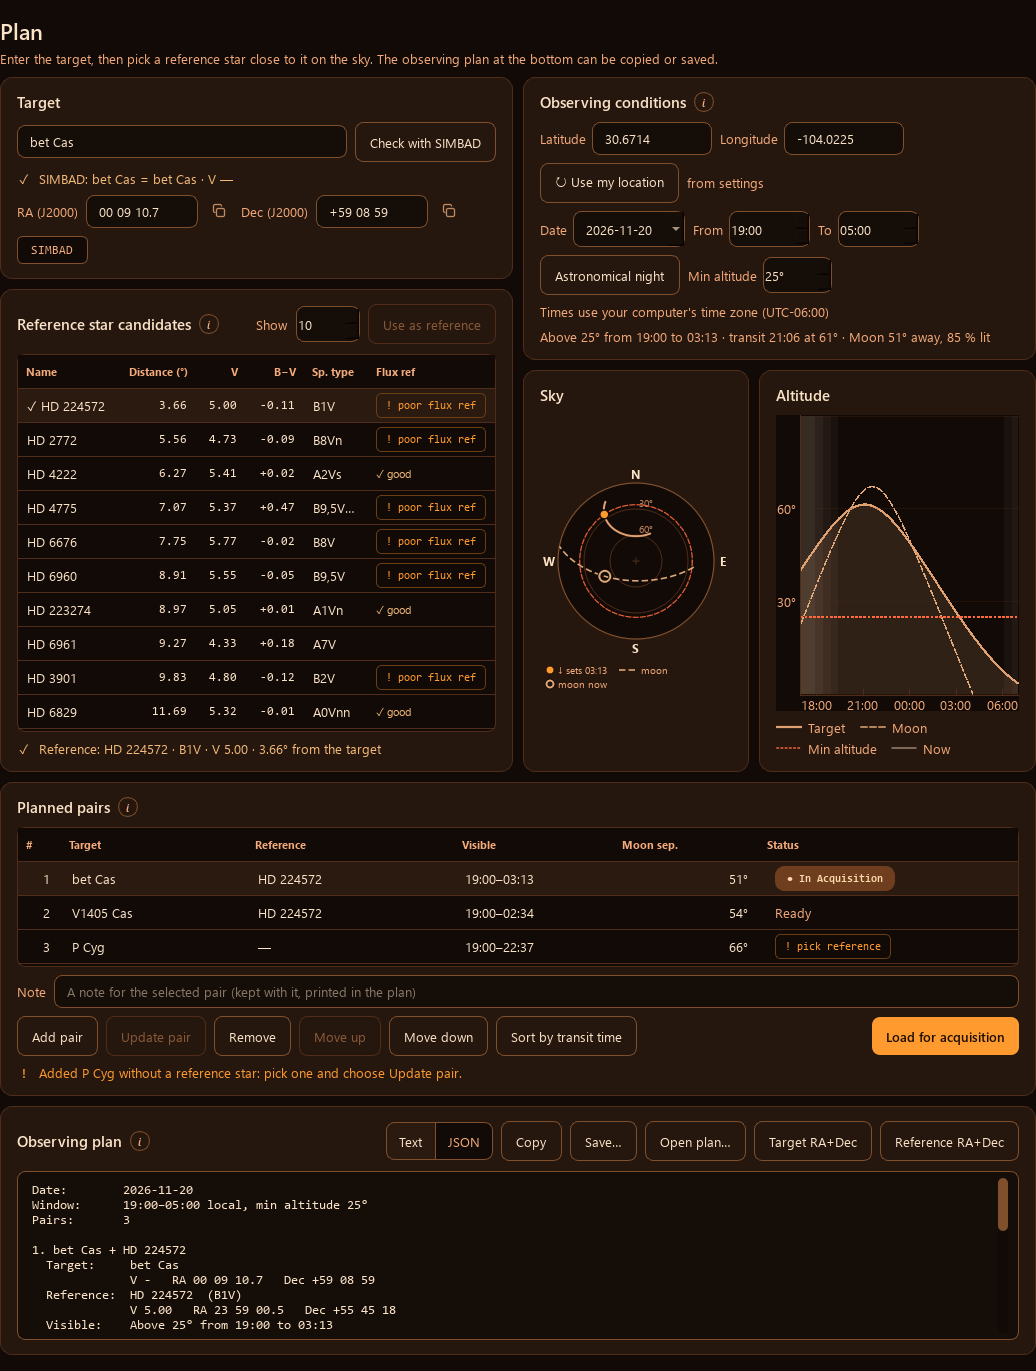 Plan
Enter the target, then pick a reference star close to it on the sky. The observing plan at the bottom can be copied or saved.
Target
bet Cas
Check with SIMBAD
✓ SIMBAD: bet Cas = bet Cas · V —
RA (J2000) 00 09 10.7 Dec (J2000) +59 08 59
SIMBAD
Observing conditions i
Latitude 30.6714 Longitude -104.0225
↻ Use my location from settings
Date 2026-11-20 From 19:00 To 05:00
Astronomical night Min altitude 25°
Times use your computer's time zone (UTC-06:00)
Above 25° from 19:00 to 03:13 · transit 21:06 at 61° · Moon 51° away, 85 % lit
Reference star candidates i Show 10 Use as reference
Name Distance (°) V B−V Sp. type Flux ref
✓ HD 224572 3.66 5.00 -0.11 B1V ! poor flux ref
HD 2772 5.56 4.73 -0.09 B8Vn ! poor flux ref
HD 4222 6.27 5.41 +0.02 A2Vs ✓ good
HD 4775 7.07 5.37 +0.47 B9,5V… ! poor flux ref
HD 6676 7.75 5.77 -0.02 B8V ! poor flux ref
HD 6960 8.91 5.55 -0.05 B9,5V ! poor flux ref
HD 223274 8.97 5.05 +0.01 A1Vn ✓ good
HD 6961 9.27 4.33 +0.18 A7V
HD 3901 9.83 4.80 -0.12 B2V ! poor flux ref
HD 6829 11.69 5.32 -0.01 A0Vnn ✓ good
✓ Reference: HD 224572 · B1V · V 5.00 · 3.66° from the target
Sky
N
30°
60°
W E
S
↓ sets 03:13 moon
moon now
Altitude
60°
30°
18:00 21:00 00:00 03:00 06:00
Target Moon
Min altitude Now
Planned pairs i
# Target Reference Visible Moon sep. Status
1 bet Cas HD 224572 19:00–03:13 51° ● In Acquisition
2 V1405 Cas HD 224572 19:00–02:34 54° Ready
3 P Cyg — 19:00–22:37 66° ! pick reference
Note A note for the selected pair (kept with it, printed in the plan)
Add pair Update pair Remove Move up Move down Sort by transit time Load for acquisition
! Added P Cyg without a reference star: pick one and choose Update pair.
Observing plan i Text JSON Copy Save... Open plan... Target RA+Dec Reference RA+Dec
Date: 2026-11-20
Window: 19:00–05:00 local, min altitude 25°
Pairs: 3
1. bet Cas + HD 224572
Target: bet Cas
V - RA 00 09 10.7 Dec +59 08 59
Reference: HD 224572 (B1V)
V 5.00 RA 23 59 00.5 Dec +55 45 18
Visible: Above 25° from 19:00 to 03:13